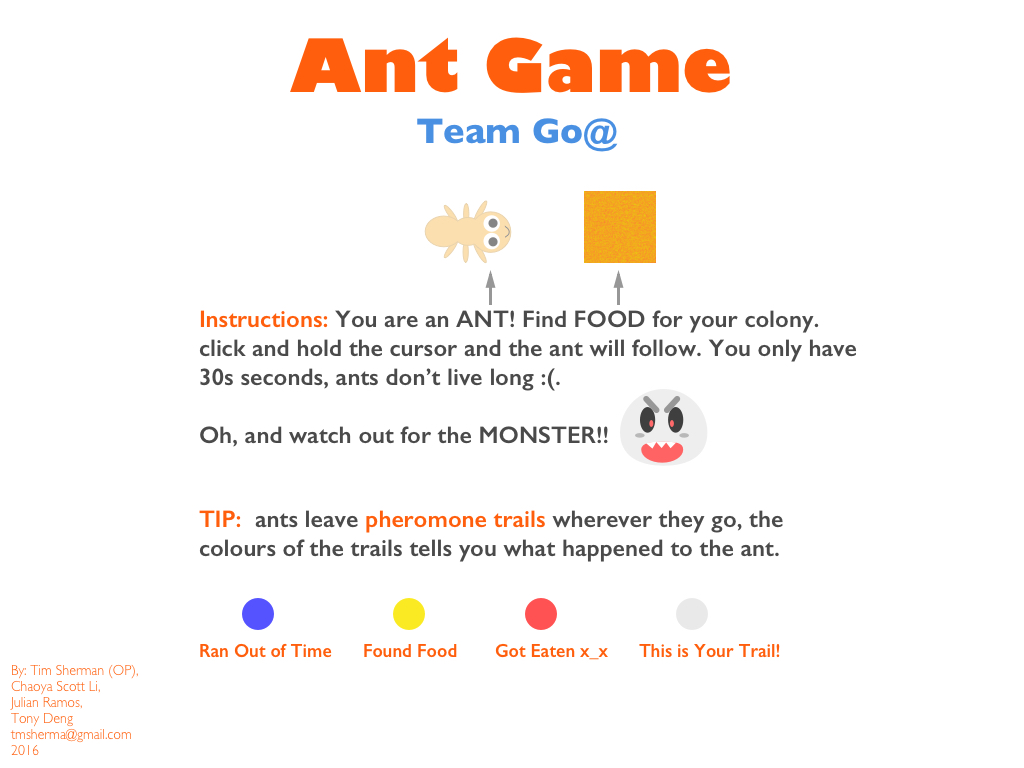 Ant Game
Team Go@
Instructions: You are an ANT! Find FOOD for your colony.
click and hold the cursor and the ant will follow. You only have
30s seconds, ants don't live long :(.
Oh, and watch out for the MONSTER!!
TIP:  ants leave pheromone trails wherever they go, the
colours of the trails tells you what happened to the ant.
Ran Out of Time
Found Food
Got Eaten x_x
This is Your Trail!
By: Tim Sherman (OP),
Chaoya Scott Li,
Julian Ramos,
Tony Deng
tmsherma@gmail.com
2016